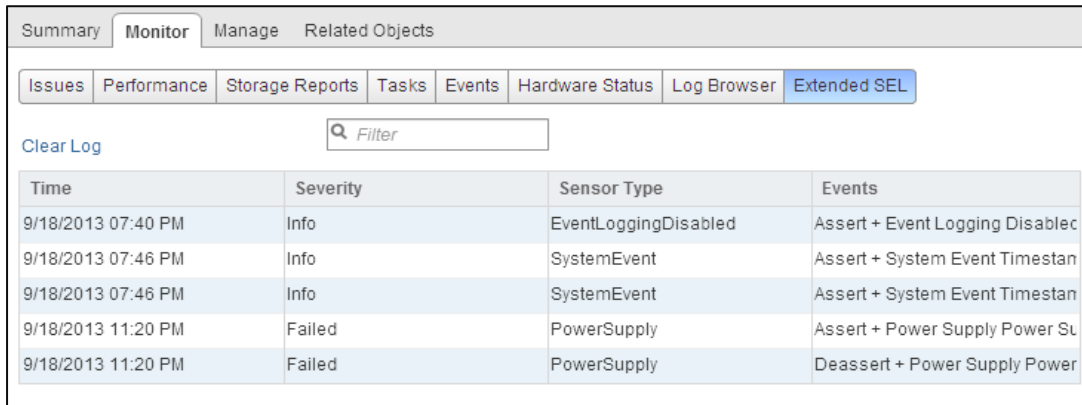 Summary Monitor Manage Related Objects
Issues Performance Storage Reports Tasks Events Hardware Status Log Browser Extended SEL
Clear Log Filter
Time Severity Sensor Type Events
9/18/2013 07:40 PM Info EventLoggingDisabled Assert + Event Logging
9/18/2013 07:46 PM Info SystemEvent Assert + System Event
9/18/2013 07:46 PM Info SystemEvent Assert + System Event
9/18/2013 11:20 PM Failed PowerSupply Assert + Power Supply Power
9/18/2013 11:20 PM Failed PowerSupply Deassert + Power Supply Power